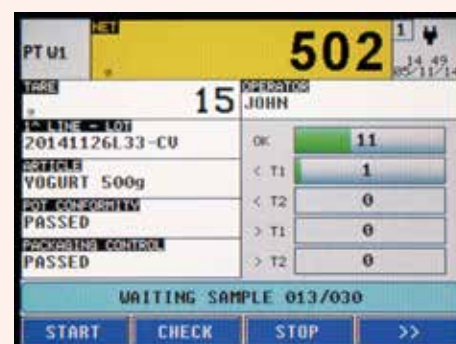 NET
PT U1
502
1
14 49
05/11/14
TARE
15
OPERATOR
JOHN
1^ LINE - LOT
20141126L33-CV
ARTICLE
YOGURT 500g
POT CONFORMITY
PASSED
PACKAGING CONTROL
PASSED
OK 11
< T1 1
< T2 0
> T1 0
> T2 0
WAITING SAMPLE 013/030
START CHECK STOP >>